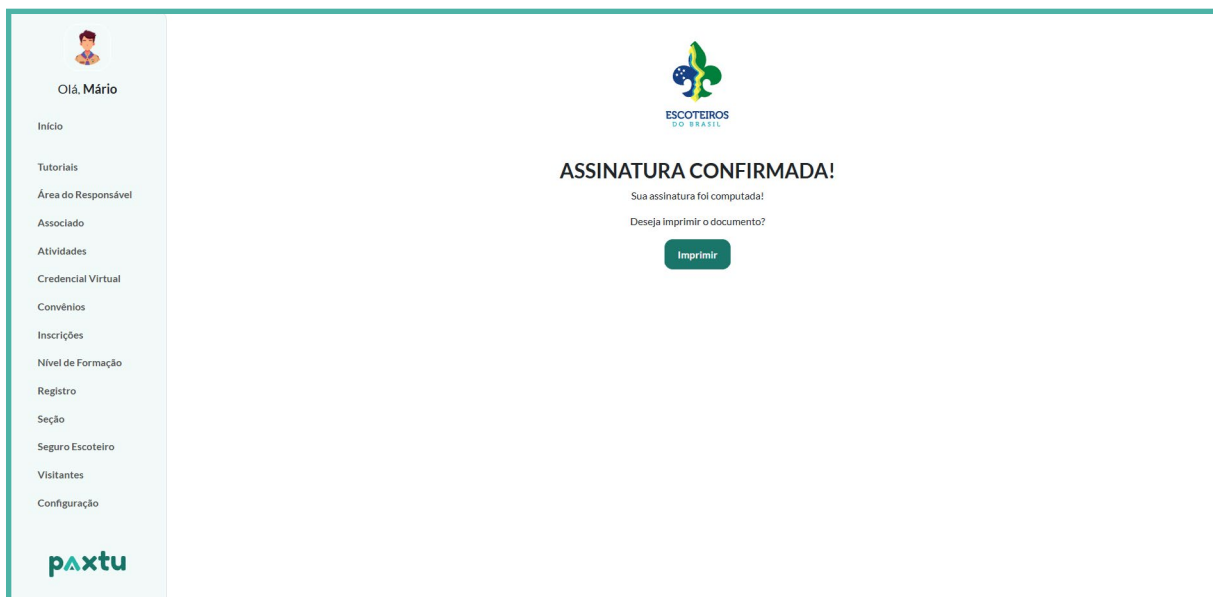 Olá, Mário
Início
Tutoriais
Área do Responsável
Associado
Atividades
Credencial Virtual
Convênios
Inscrições
Nível de Formação
Registro
Seção
Seguro Escoteiro
Visitantes
Configuração
paxtu
ESCOTEIROS
DO BRASIL
ASSINATURA CONFIRMADA!
Sua assinatura foi computada!
Deseja imprimir o documento?
Imprimir